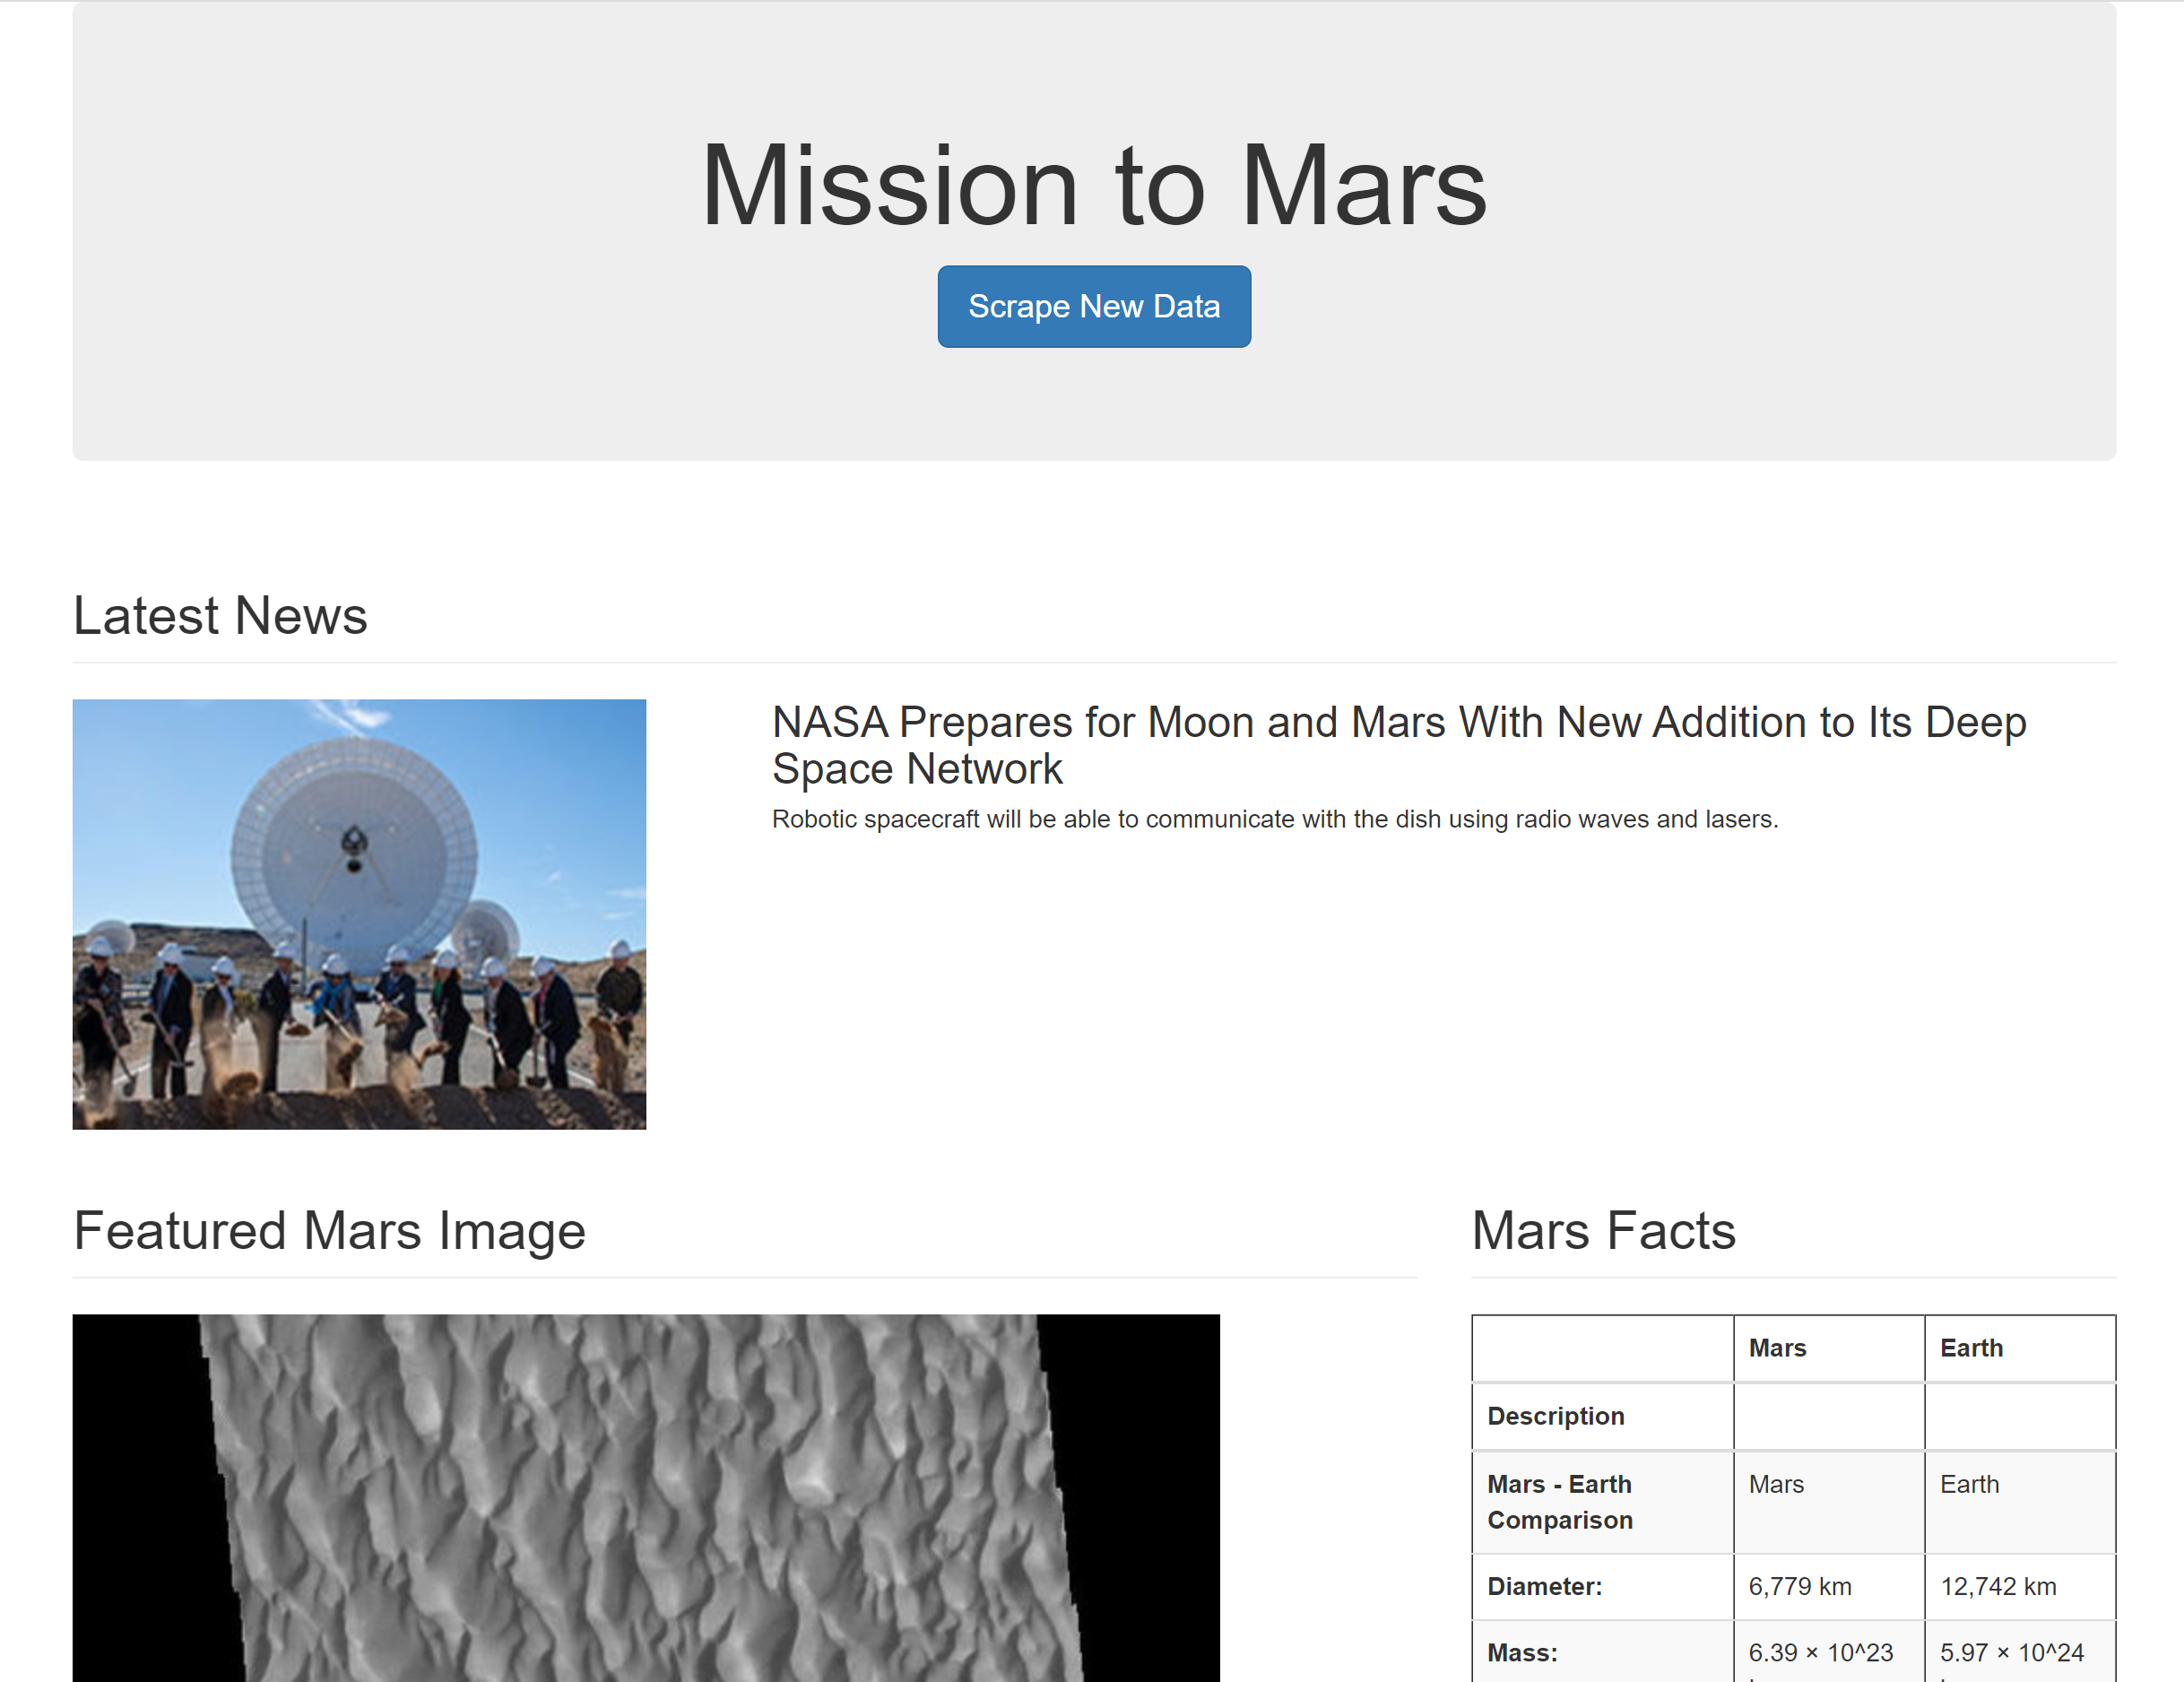 Mission to Mars
Scrape New Data
Latest News
NASA Prepares for Moon and Mars With New Addition to Its Deep
Space Network
Robotic spacecraft will be able to communicate with the dish using radio waves and lasers.
Featured Mars Image
Mars Facts
Mars Earth
Description
Mars - Earth Mars Earth
Comparison
Diameter: 6,779 km 12,742 km
Mass: 6.39 × 10^23 5.97 × 10^24